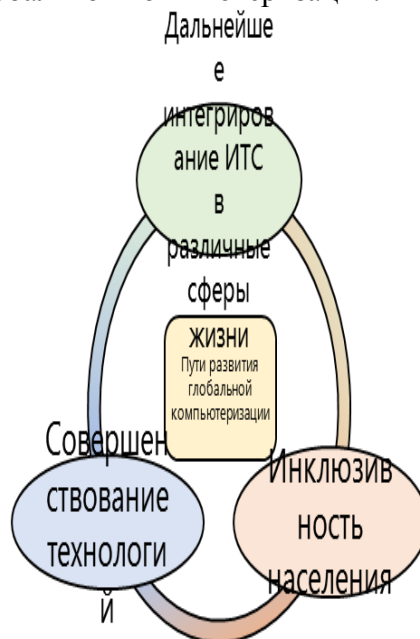 Дальнейше
е
интегриров
ание ИТС
в
различные
сферы
жизни
Пути развития
глобальной
компьютеризации
Совершен
ствование
технологи
й
Инклюзив
ность
населения